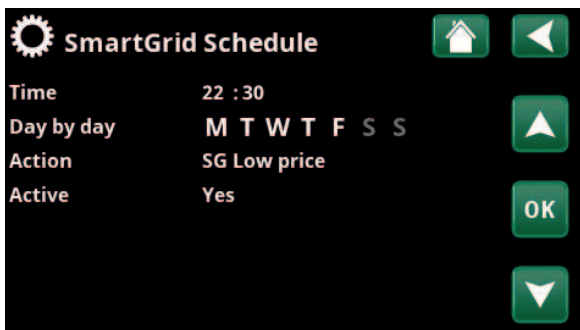 SmartGrid Schedule
Time 22 :30
Day by day M T W T F S S
Action SG Low price
Active Yes
OK